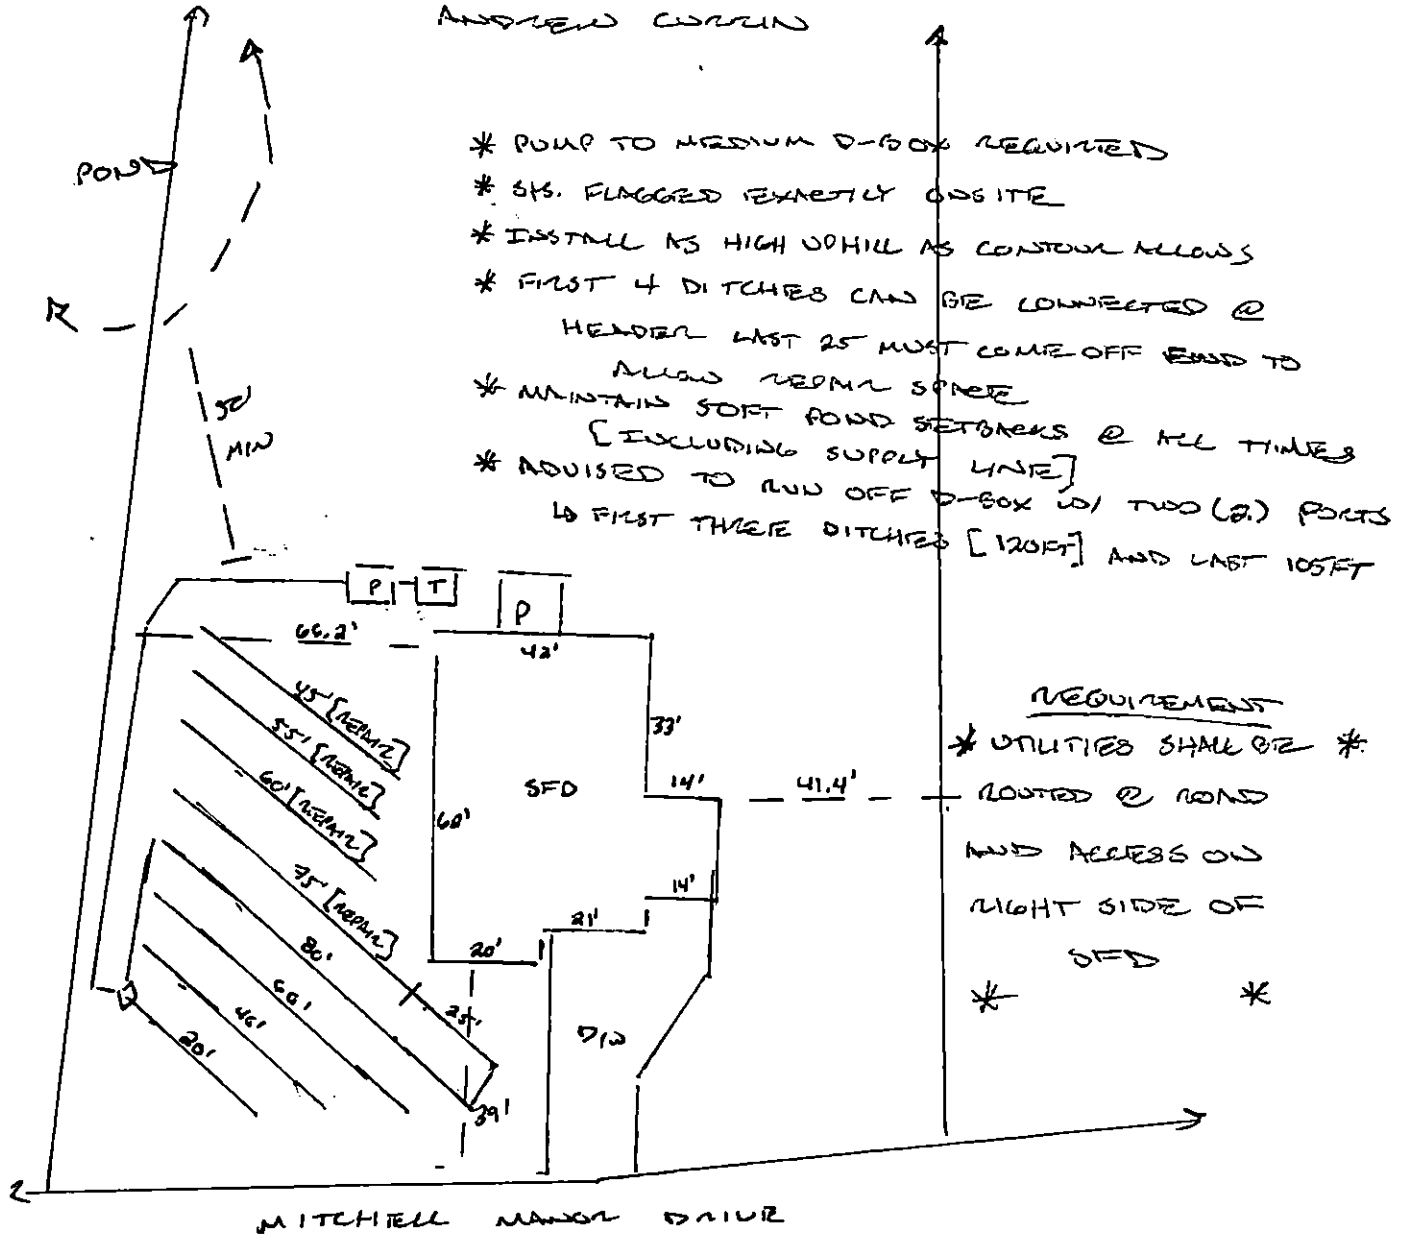 ANDREW CURRIN
* PUMP TO MEDIUM D-BOX REQUIRED
* SYS. FLAGGED EXACTLY ONSITE
* INSTALL AS HIGH UPHILL AS CONTOUR ALLOWS
* FIRST 4 DITCHES CAN BE CONNECTED @
HEADER LAST 25 MUST COME OFF END TO
ALLOW REPAIR SPACE
* MAINTAIN 50FT POND SETBACKS @ ALL TIMES
[INCLUDING SUPPLY LINE]
* ADVISED TO RUN OFF D-BOX W/ TWO (2.) PORTS
↳ FIRST THREE DITCHES [120FT] AND LAST 105FT
POND
50'
MIN
P
T
P
66.2'
42'
45' [REPAIR]
55' [REPAIR]
60' [REPAIR]
75' [REPAIR]
80'
60'
46'
20'
25'
39'
33'
SFD
14'
41.4'
14'
21'
20'
D/W
REQUIREMENT
* UTILITIES SHALL BE *
ROUTED @ ROAD
AND ACCESS ON
RIGHT SIDE OF
SFD
* *
MITCHELL MANOR DRIVE